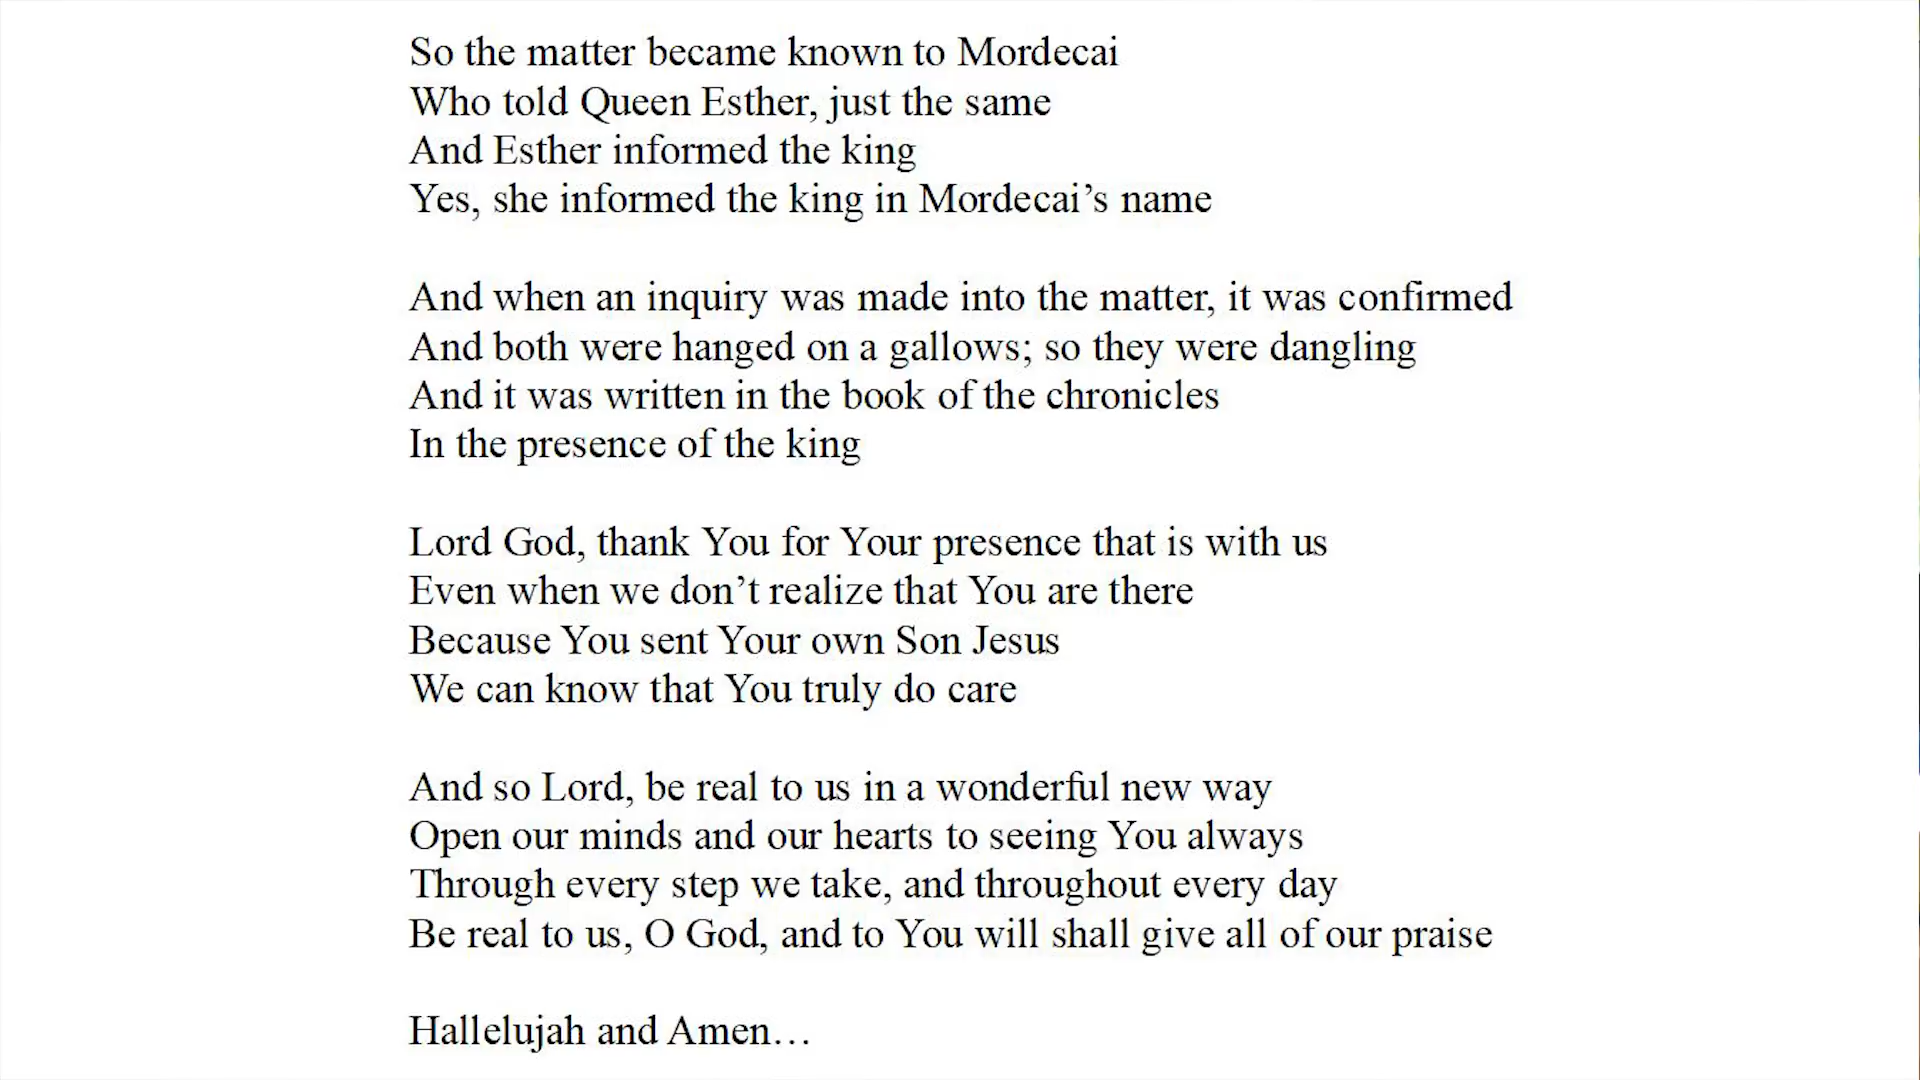 So the matter became known to Mordecai
Who told Queen Esther, just the same
And Esther informed the king
Yes, she informed the king in Mordecai’s name
And when an inquiry was made into the matter, it was confirmed
And both were hanged on a gallows; so they were dangling
And it was written in the book of the chronicles
In the presence of the king
Lord God, thank You for Your presence that is with us
Even when we don’t realize that You are there
Because You sent Your own Son Jesus
We can know that You truly do care
And so Lord, be real to us in a wonderful new way
Open our minds and our hearts to seeing You always
Through every step we take, and throughout every day
Be real to us, O God, and to You will shall give all of our praise
Hallelujah and Amen…